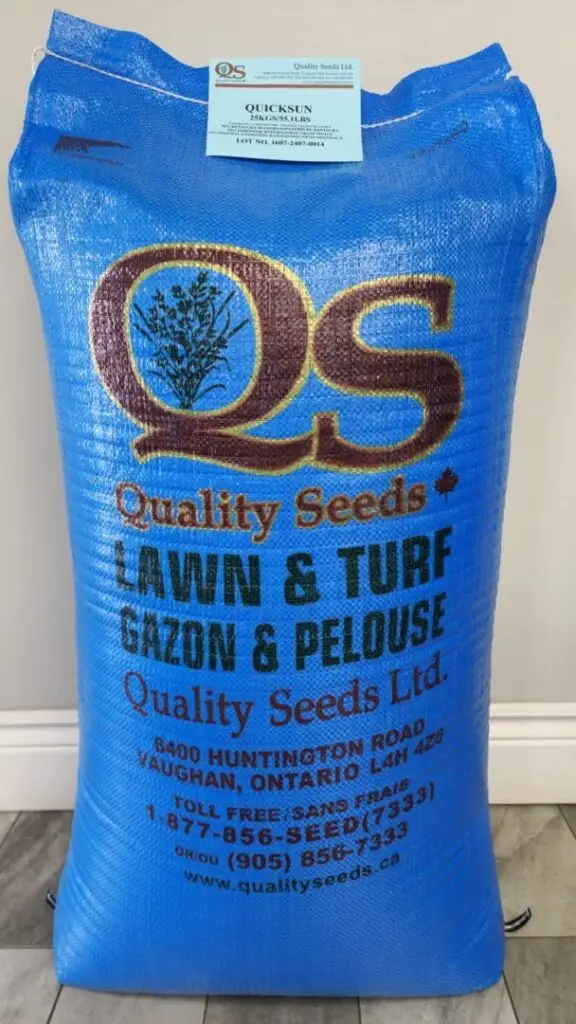 QS
Quality Seeds Ltd.
QUICKSUN
25KGS/55.1LBS
LOT NO. 1607-2407-0014
QS
Quality Seeds
LAWN & TURF
GAZON & PELOUSE
Quality Seeds Ltd.
8400 HUNTINGTON ROAD
VAUGHAN, ONTARIO L4H 4Z6
TOLL FREE/SANS FRAIS
1-877-856-SEED(7333)
OR/OU (905) 856-7333
www.qualityseeds.ca